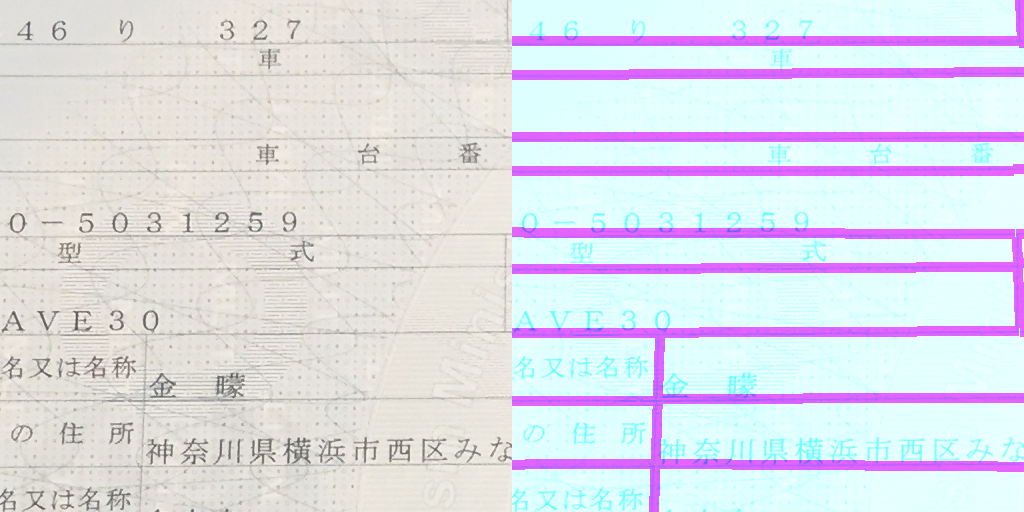 46 り 327
車
車 台 番
0-5031259
型 式
AVE30
名又は名称
金 曚
の 住 所
神奈川県横浜市西区みな
名又は名称
46 り 327
車
車 台 番
0-5031259
型 式
AVE30
名又は名称
金 曚
の 住 所
神奈川県横浜市西区みな
名又は名称